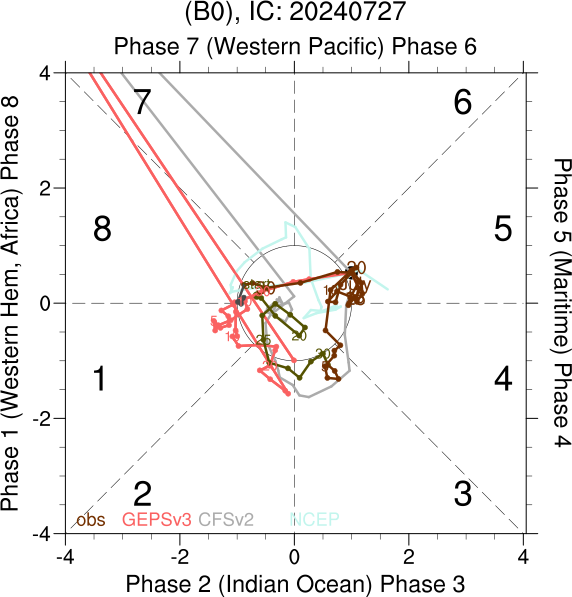 (B0), IC: 20240727
Phase 7 (Western Pacific) Phase 6
4
2
0
-2
-4
Phase 1 (Western Hem, Africa) Phase 8
Phase 5 (Maritime) Phase 4
7
6
8
5
1
4
2
3
20
20
25
obs GEPSv3 CFSv2 NCEP
-4 -2 0 2 4
Phase 2 (Indian Ocean) Phase 3